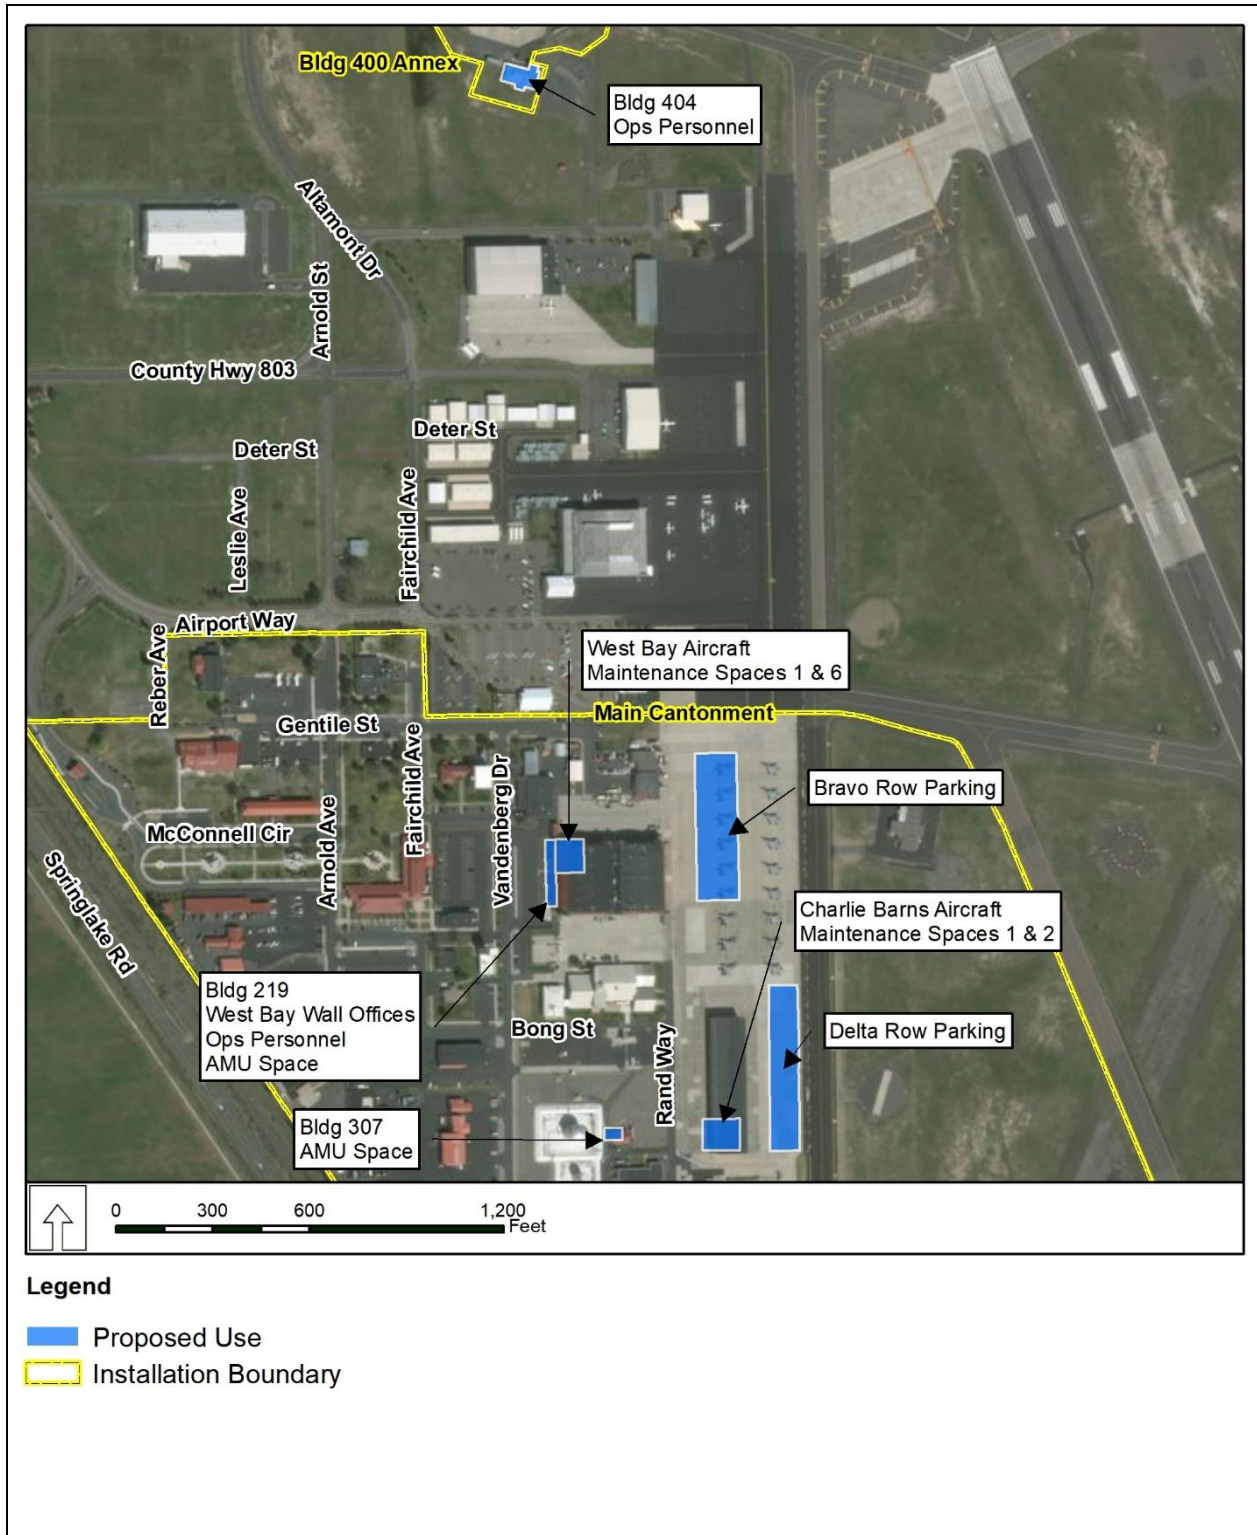 Bldg 400 Annex
Bldg 404
Ops Personnel
Altamont Dr
Arnold St
County Hwy 803
Deter St
Deter St
Leslie Ave
Fairchild Ave
Airport Way
Reber Ave
West Bay Aircraft
Maintenance Spaces 1 & 6
Main Cantonment
Gentile St
Fairchild Ave
Vandenberg Dr
Bravo Row Parking
McConnell Cir
Arnold Ave
Springlake Rd
Charlie Barns Aircraft
Maintenance Spaces 1 & 2
Bldg 219
West Bay Wall Offices
Ops Personnel
AMU Space
Bong St
Rand Way
Delta Row Parking
Bldg 307
AMU Space
0 300 600 1,200
Feet
Legend
Proposed Use
Installation Boundary